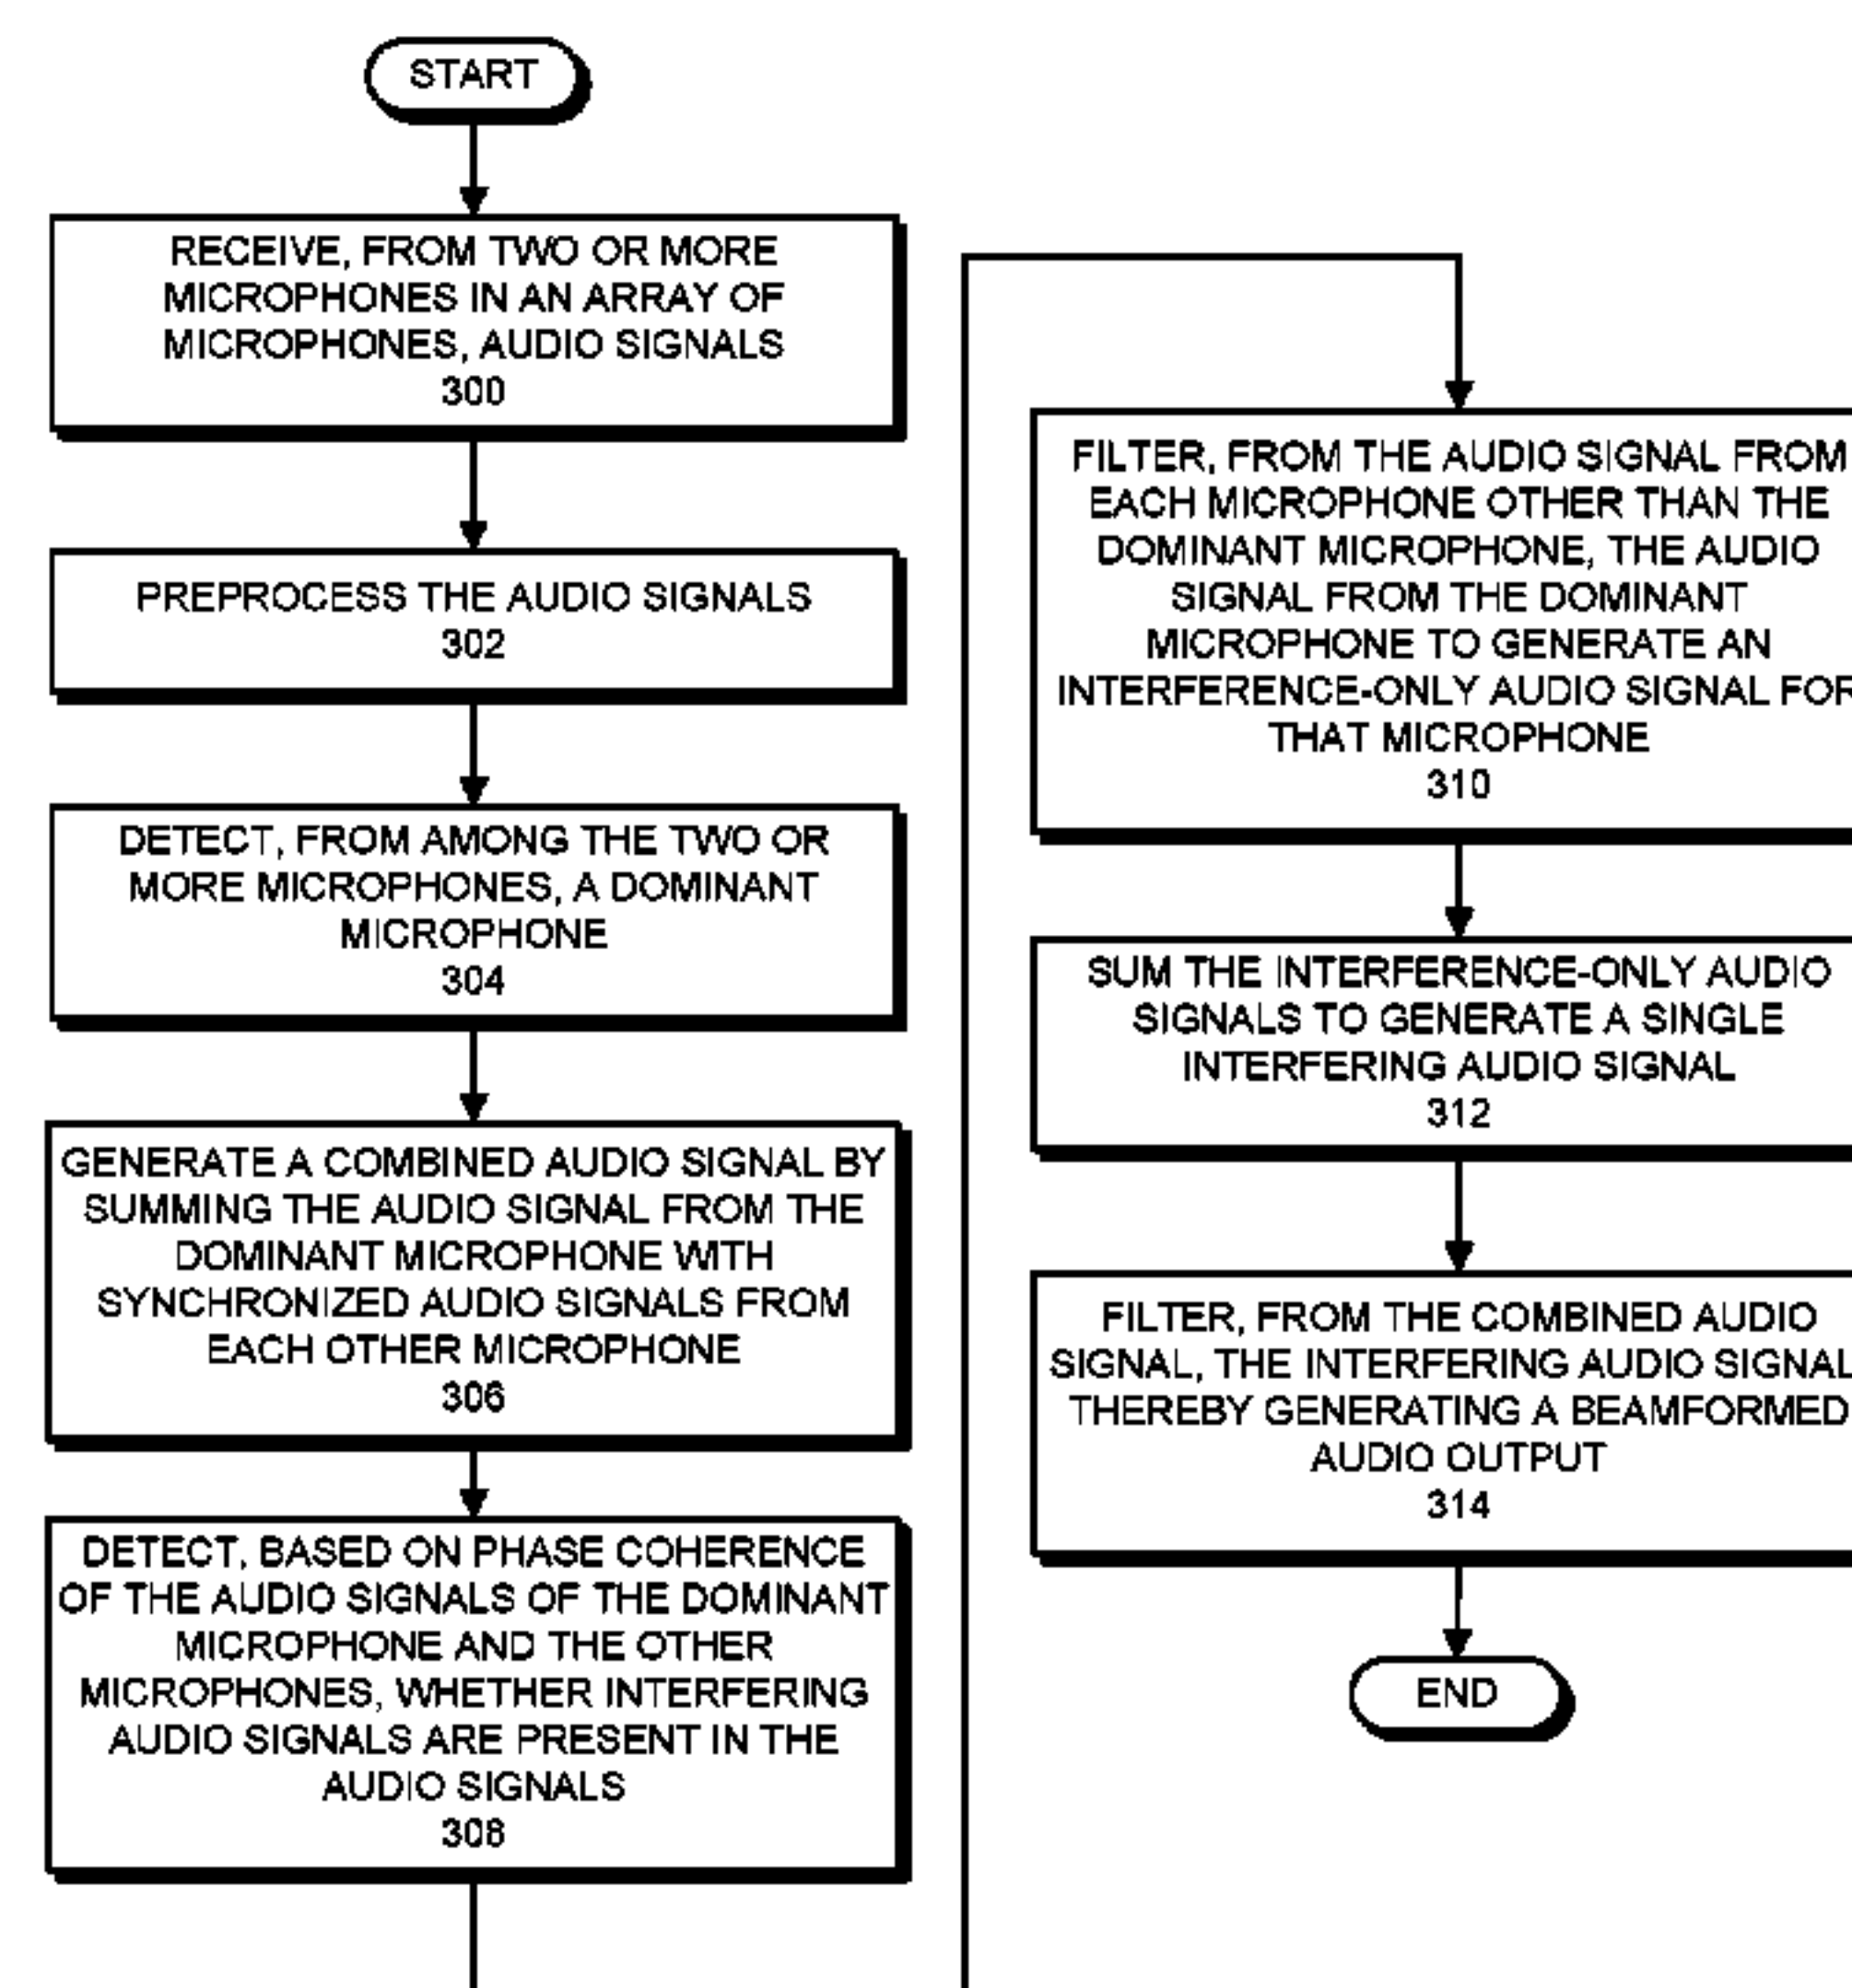 START
RECEIVE, FROM TWO OR MORE
MICROPHONES IN AN ARRAY OF
MICROPHONES, AUDIO SIGNALS
300
PREPROCESS THE AUDIO SIGNALS
302
DETECT, FROM AMONG THE TWO OR
MORE MICROPHONES, A DOMINANT
MICROPHONE
304
GENERATE A COMBINED AUDIO SIGNAL BY
SUMMING THE AUDIO SIGNAL FROM THE
DOMINANT MICROPHONE WITH
SYNCHRONIZED AUDIO SIGNALS FROM
EACH OTHER MICROPHONE
306
DETECT, BASED ON PHASE COHERENCE
OF THE AUDIO SIGNALS OF THE DOMINANT
MICROPHONE AND THE OTHER
MICROPHONES, WHETHER INTERFERING
AUDIO SIGNALS ARE PRESENT IN THE
AUDIO SIGNALS
308
FILTER, FROM THE AUDIO SIGNAL FROM
EACH MICROPHONE OTHER THAN THE
DOMINANT MICROPHONE, THE AUDIO
SIGNAL FROM THE DOMINANT
MICROPHONE TO GENERATE AN
INTERFERENCE-ONLY AUDIO SIGNAL FOR
THAT MICROPHONE
310
SUM THE INTERFERENCE-ONLY AUDIO
SIGNALS TO GENERATE A SINGLE
INTERFERING AUDIO SIGNAL
312
FILTER, FROM THE COMBINED AUDIO
SIGNAL, THE INTERFERING AUDIO SIGNAL
THEREBY GENERATING A BEAMFORMED
AUDIO OUTPUT
314
END